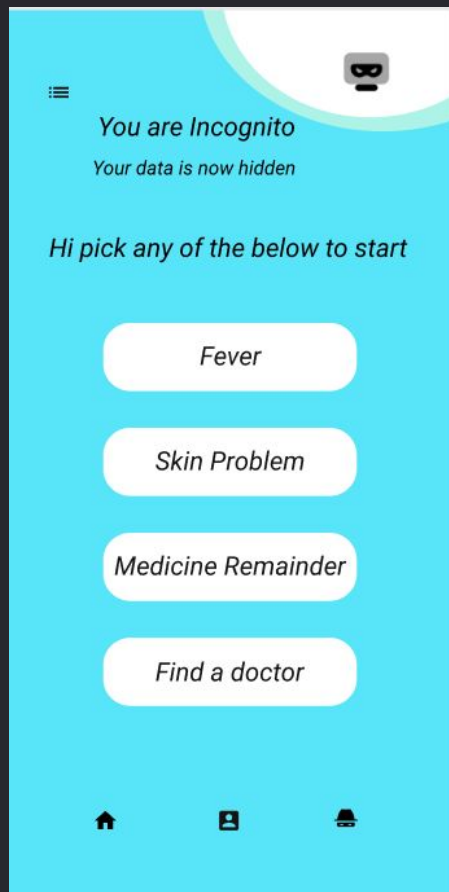 You are Incognito
Your data is now hidden
Hi pick any of the below to start
Fever
Skin Problem
Medicine Remainder
Find a doctor